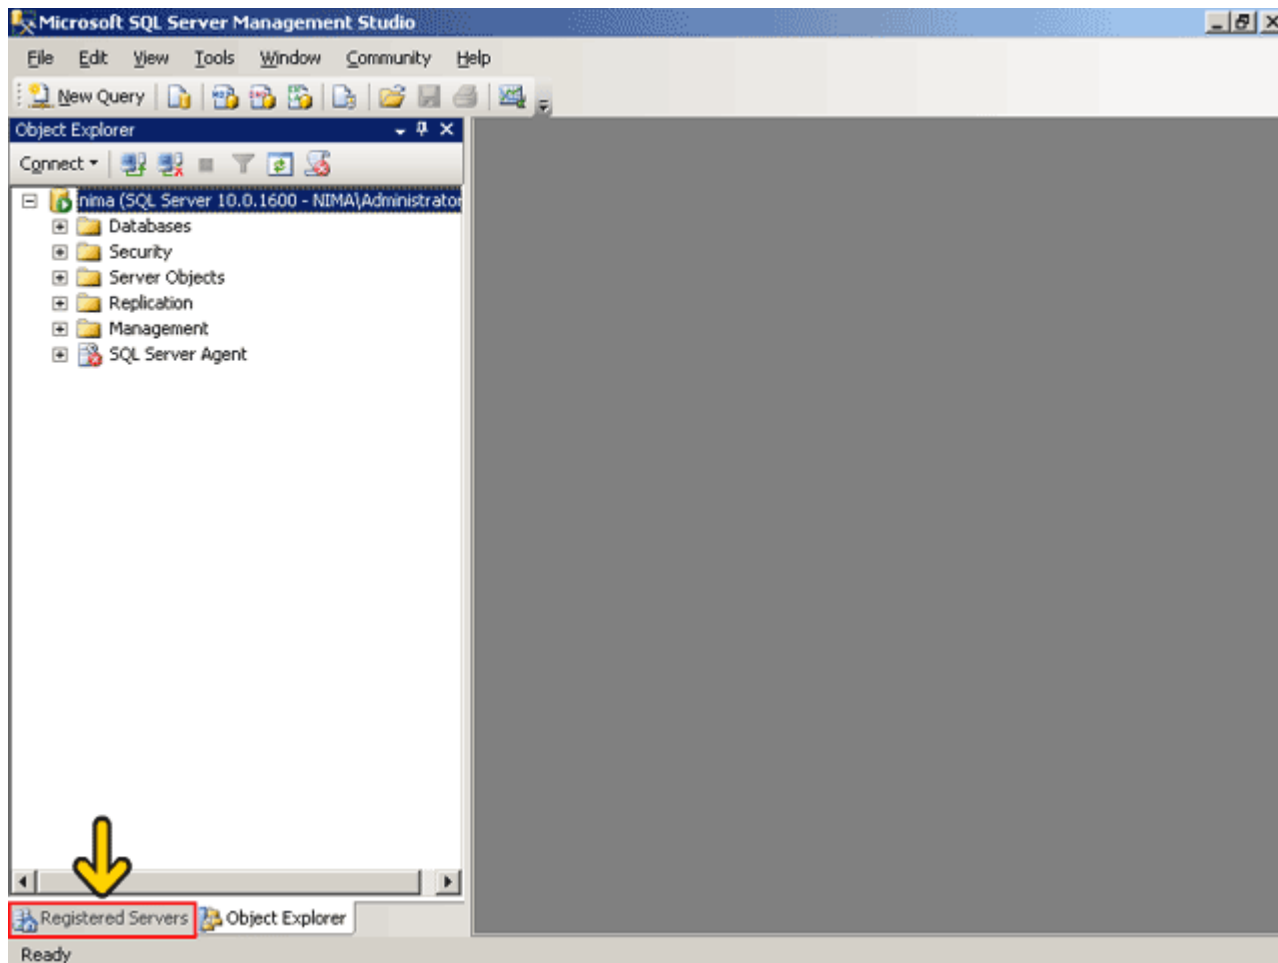 Microsoft SQL Server Management Studio
File Edit View Tools Window Community Help
New Query
Object Explorer
Connect
nima (SQL Server 10.0.1600 - NIMA\Administrator
Databases
Security
Server Objects
Replication
Management
SQL Server Agent
Registered Servers Object Explorer
Ready